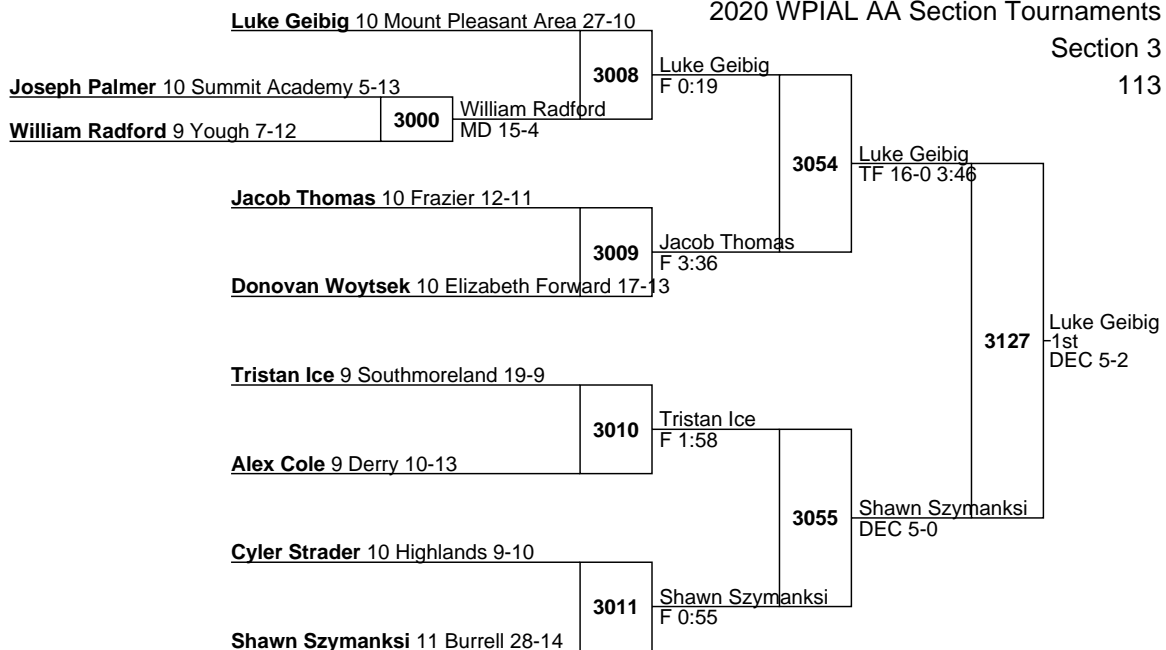 2020 WPIAL AA Section Tournaments
Section 3
113
Luke Geibig 10 Mount Pleasant Area 27-10
3008
Luke Geibig
F 0:19
Joseph Palmer 10 Summit Academy 5-13
3000
William Radford
MD 15-4
William Radford 9 Yough 7-12
3054
Luke Geibig
TF 16-0 3:46
Jacob Thomas 10 Frazier 12-11
3009
Jacob Thomas
F 3:36
Donovan Woytsek 10 Elizabeth Forward 17-13
3127
Luke Geibig
1st
DEC 5-2
Tristan Ice 9 Southmoreland 19-9
3010
Tristan Ice
F 1:58
Alex Cole 9 Derry 10-13
3055
Shawn Szymanksi
DEC 5-0
Cyler Strader 10 Highlands 9-10
3011
Shawn Szymanksi
F 0:55
Shawn Szymanksi 11 Burrell 28-14